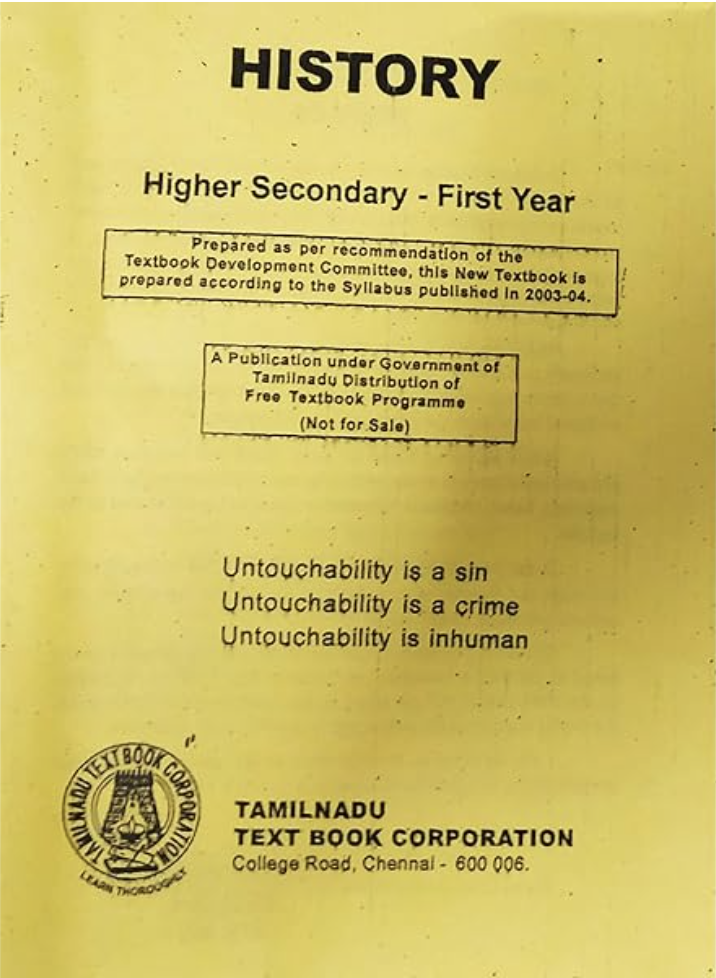 HISTORY
Higher Secondary - First Year
Prepared as per recommendation of the
Textbook Development Committee, this New Textbook is
prepared according to the Syllabus published in 2003-04.
A Publication under Government of
Tamilnadu Distribution of
Free Textbook Programme
(Not for Sale)
Untouchability is a sin
Untouchability is a crime
Untouchability is inhuman
TAMILNADU TEXT BOOK CORPORATION
LEARN THOROUGHLY
TAMILNADU
TEXT BOOK CORPORATION
College Road, Chennai - 600 006.